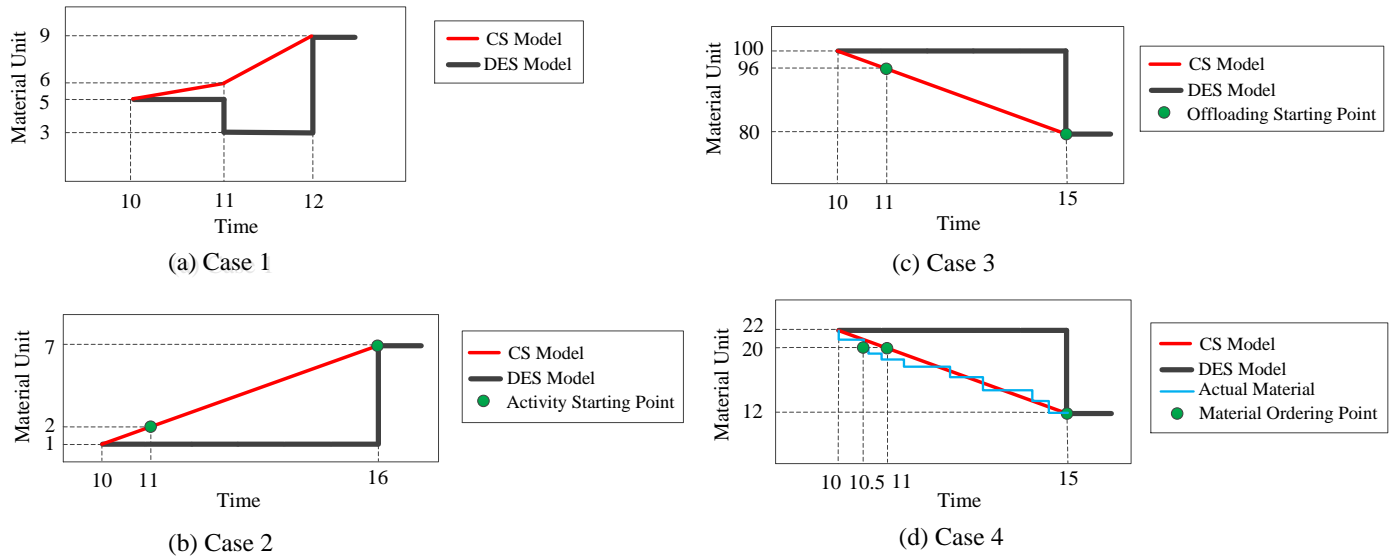 Material Unit
9
6
5
3
10
11
12
Time
CS Model
DES Model
(a) Case 1
Material Unit
100
96
80
10
11
15
Time
CS Model
DES Model
Offloading Starting Point
(c) Case 3
Material Unit
7
2
1
10
11
16
Time
CS Model
DES Model
Activity Starting Point
(b) Case 2
Material Unit
22
20
12
10
10.5
11
15
Time
CS Model
DES Model
Actual Material
Material Ordering Point
(d) Case 4